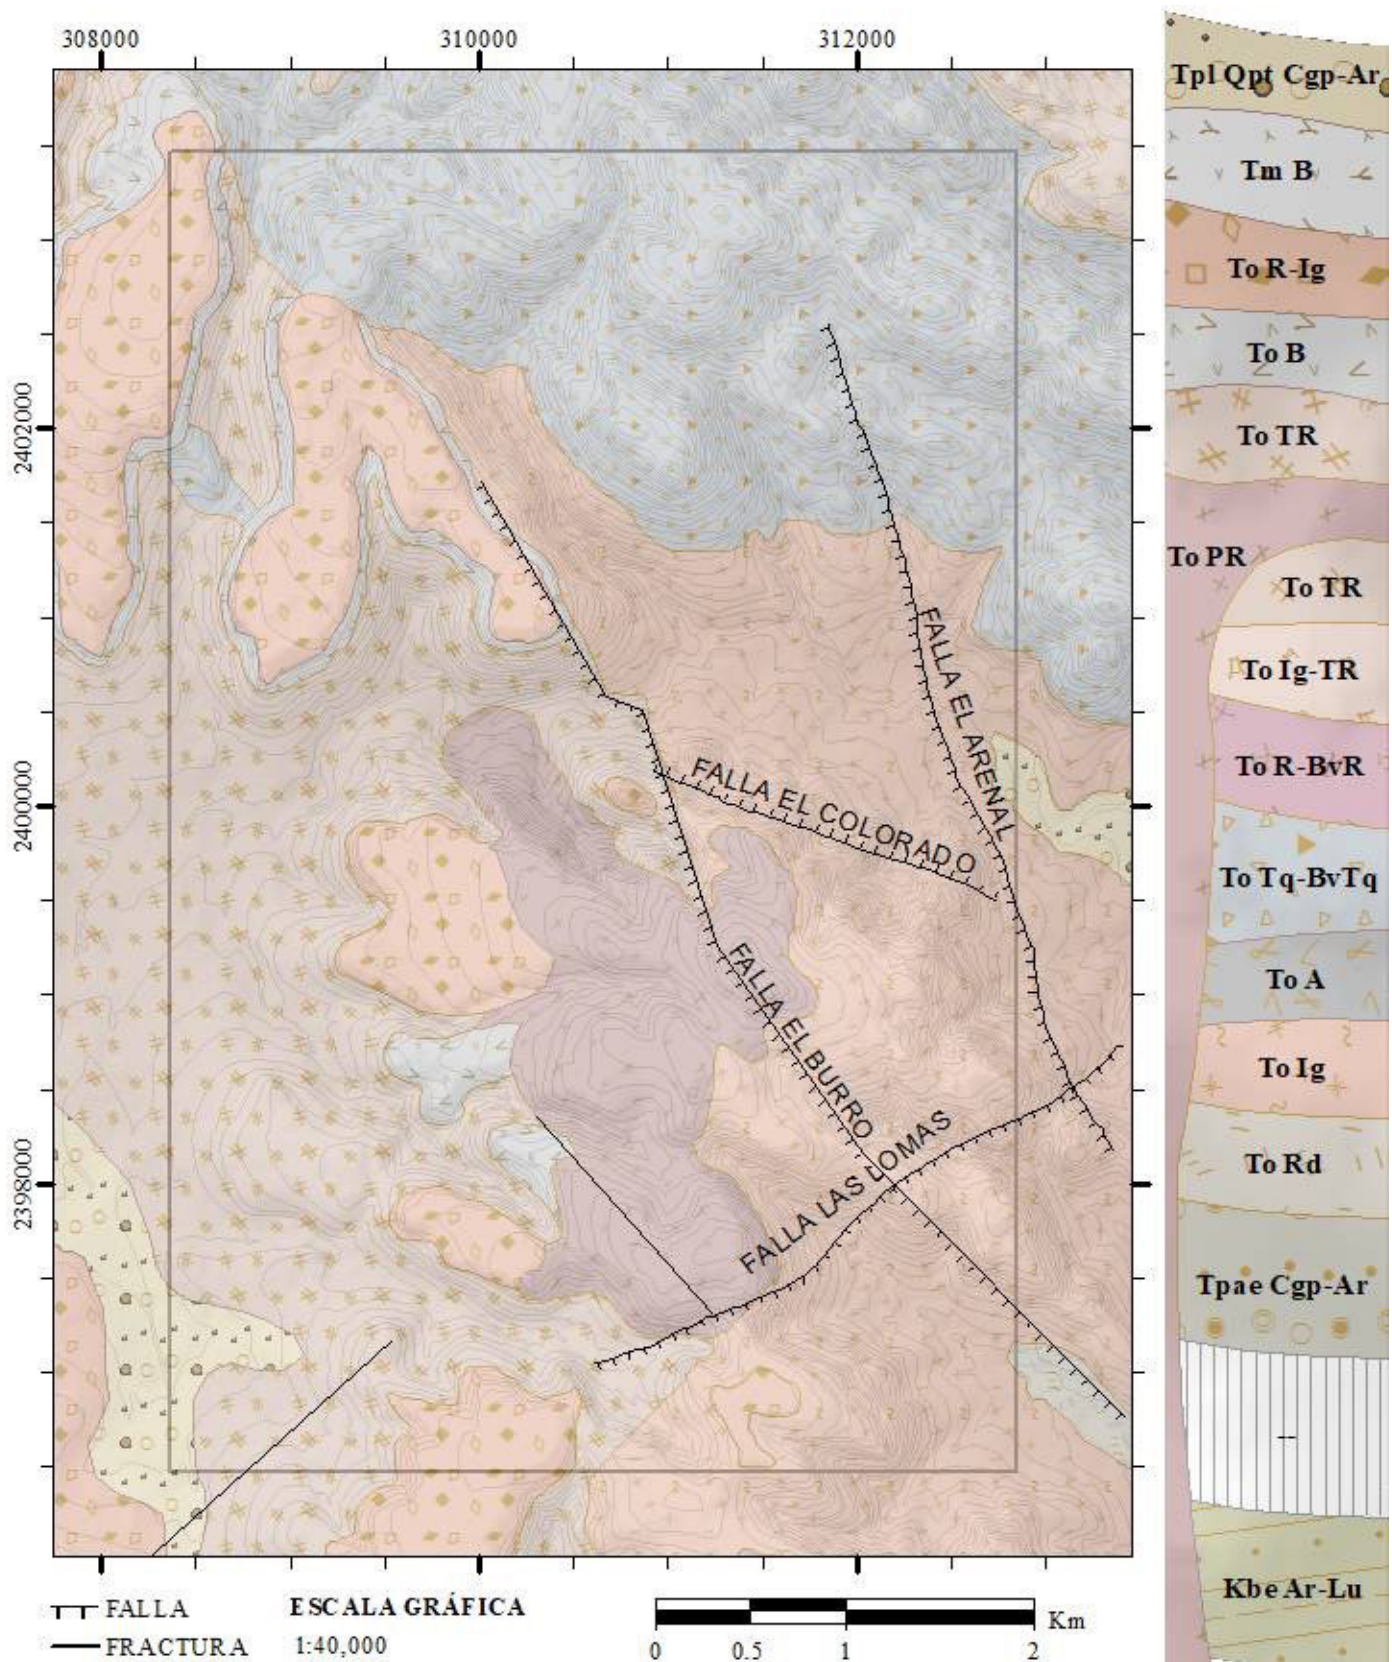 308000 310000 312000
2402000
2400000
2398000
FALLA EL ARENAL
FALLA EL COLORADO
FALLA EL BURRO
FALLA LAS LOMAS
Tpl Qpt Cgp-Ar
Tm B
To R-Ig
To B
To TR
To PR
To TR
To Ig-TR
To R-BvR
To Tq-BvTq
To A
To Ig
To Rd
Tpae Cgp-Ar
--
Kbe Ar-Lu
FALLA
FRACTURA
ESCALA GRÁFICA
1:40,000
Km
0 0.5 1 2